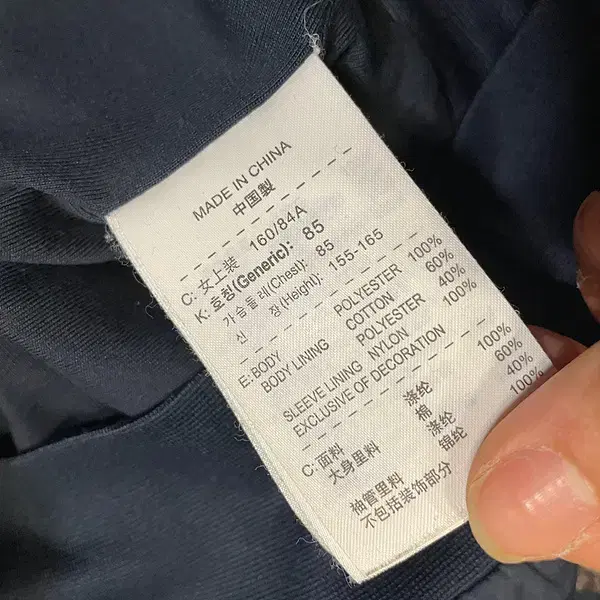 MADE IN CHINA
中国製
C: 女上装 160/84A
K: 호칭(Generic): 85
가슴둘레(Chest): 85
신 장(Height): 155-165
E: BODY POLYESTER 100%
BODY LINING COTTON 60%
POLYESTER 40%
SLEEVE LINING NYLON 100%
EXCLUSIVE OF DECORATION
C: 面料 涤纶 100%
大身里料 棉 60%
涤纶 40%
袖管里料 锦纶 100%
不包括装饰部分